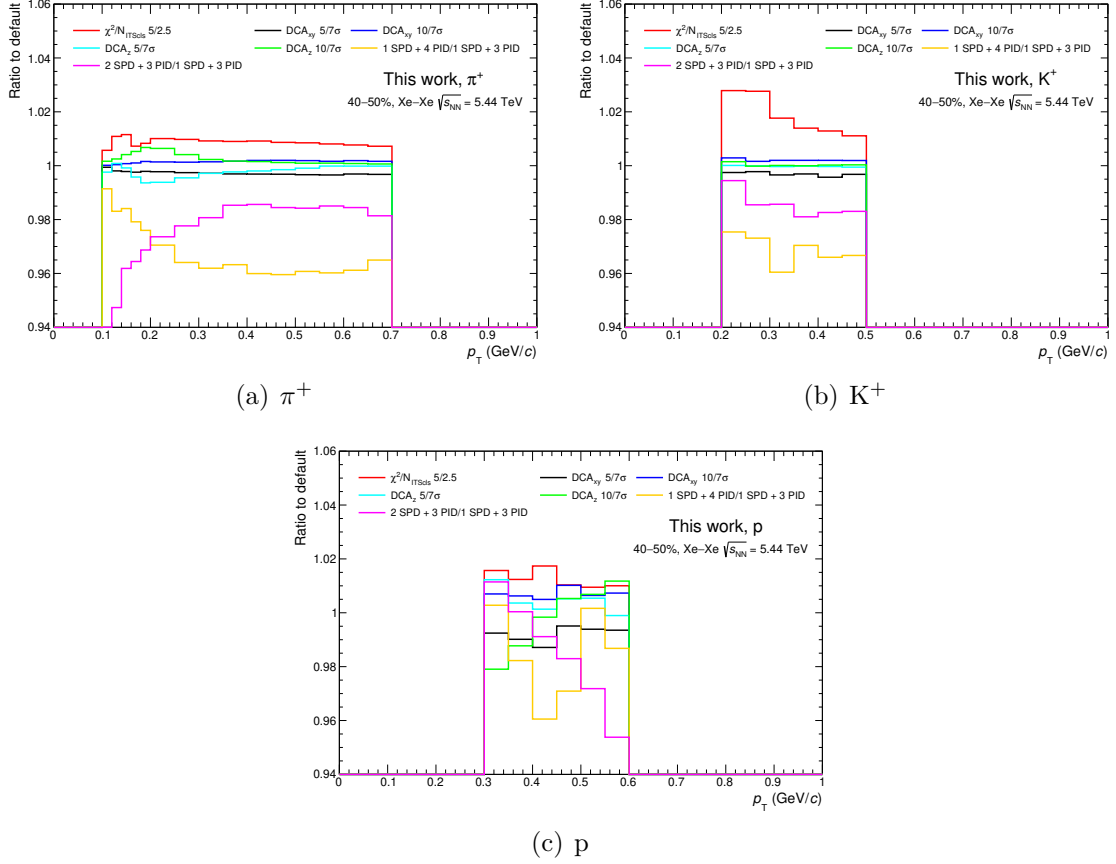 Ratio to default
1.06
1.04
1.02
1
0.98
0.96
0.94
χ²/N_ITScls 5/2.5
DCA_xy 5/7σ
DCA_xy 10/7σ
DCA_z 5/7σ
DCA_z 10/7σ
1 SPD + 4 PID/1 SPD + 3 PID
2 SPD + 3 PID/1 SPD + 3 PID
This work, π⁺
40–50%, Xe–Xe √s_NN = 5.44 TeV
0 0.1 0.2 0.3 0.4 0.5 0.6 0.7 0.8 0.9 1
p_T (GeV/c)
(a) π⁺
Ratio to default
1.06
1.04
1.02
1
0.98
0.96
0.94
χ²/N_ITScls 5/2.5
DCA_xy 5/7σ
DCA_xy 10/7σ
DCA_z 5/7σ
DCA_z 10/7σ
1 SPD + 4 PID/1 SPD + 3 PID
2 SPD + 3 PID/1 SPD + 3 PID
This work, K⁺
40–50%, Xe–Xe √s_NN = 5.44 TeV
0 0.1 0.2 0.3 0.4 0.5 0.6 0.7 0.8 0.9 1
p_T (GeV/c)
(b) K⁺
Ratio to default
1.06
1.04
1.02
1
0.98
0.96
0.94
χ²/N_ITScls 5/2.5
DCA_xy 5/7σ
DCA_xy 10/7σ
DCA_z 5/7σ
DCA_z 10/7σ
1 SPD + 4 PID/1 SPD + 3 PID
2 SPD + 3 PID/1 SPD + 3 PID
This work, p
40–50%, Xe–Xe √s_NN = 5.44 TeV
0 0.1 0.2 0.3 0.4 0.5 0.6 0.7 0.8 0.9 1
p_T (GeV/c)
(c) p